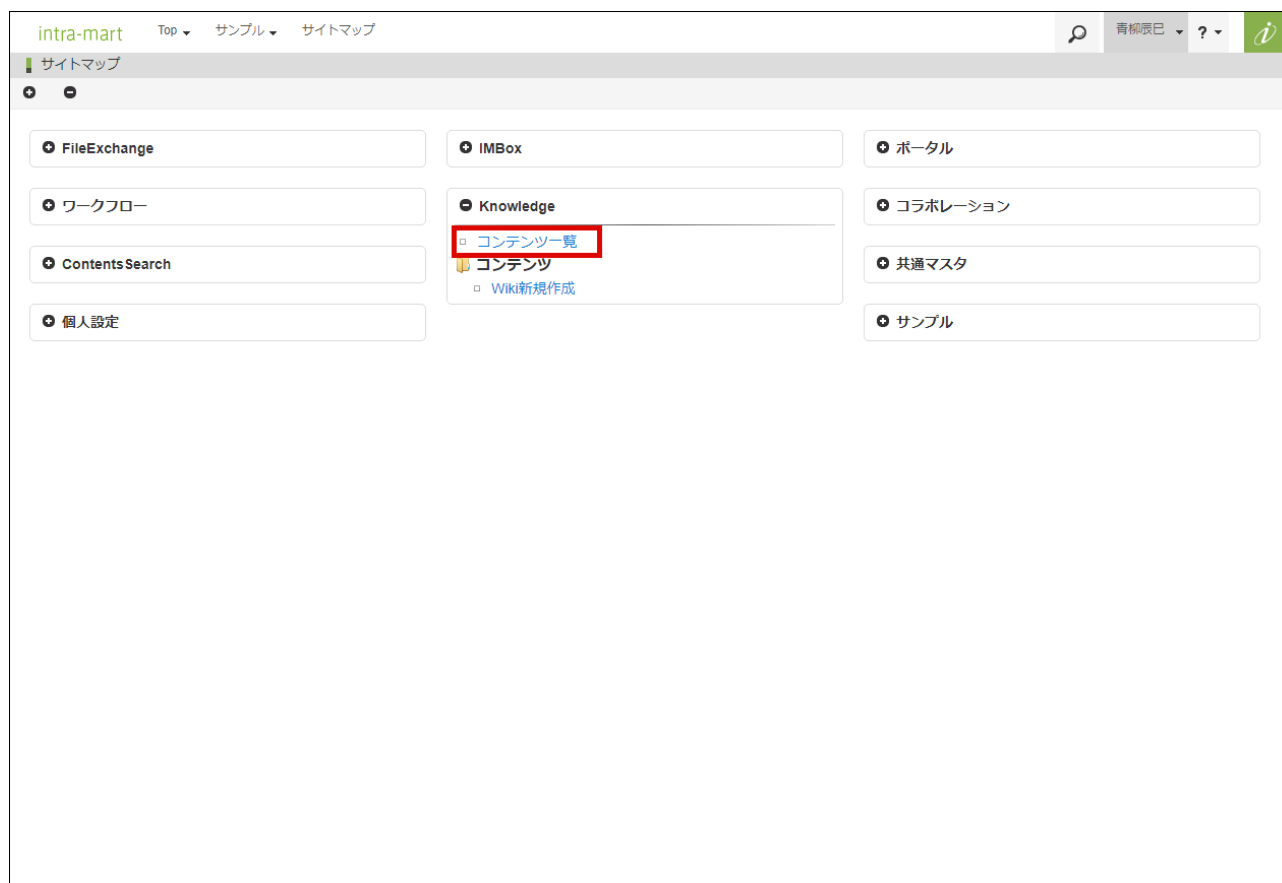 intra-mart Top サンプル サイトマップ 青柳辰巳 ?
サイトマップ
FileExchange IMBox ポータル
ワークフロー Knowledge コラボレーション
コンテンツ一覧
ContentsSearch コンテンツ 共通マスタ
Wiki新規作成
個人設定 サンプル